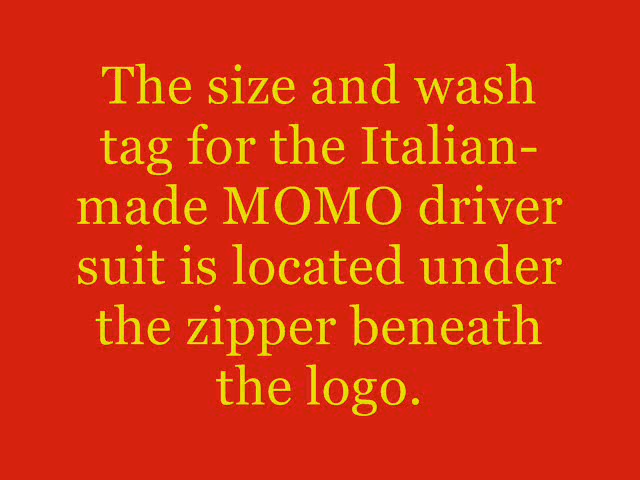 The size and wash
tag for the Italian-
made MOMO driver
suit is located under
the zipper beneath
the logo.